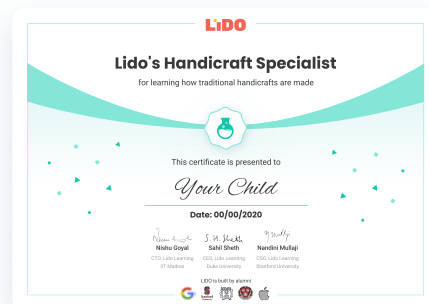 LiDO
Lido's Handicraft Specialist
for learning how traditional handicrafts are made
This certificate is presented to
Your Child
Date: 00/00/2020
S. H. Sheth
Nishu Goyal Sahil Sheth Nandini Mullaji
CTO, Lido Learning CEO, Lido Learning CSO, Lido Learning
IIT Madras Duke University Stanford University
LIDO is built by alumni